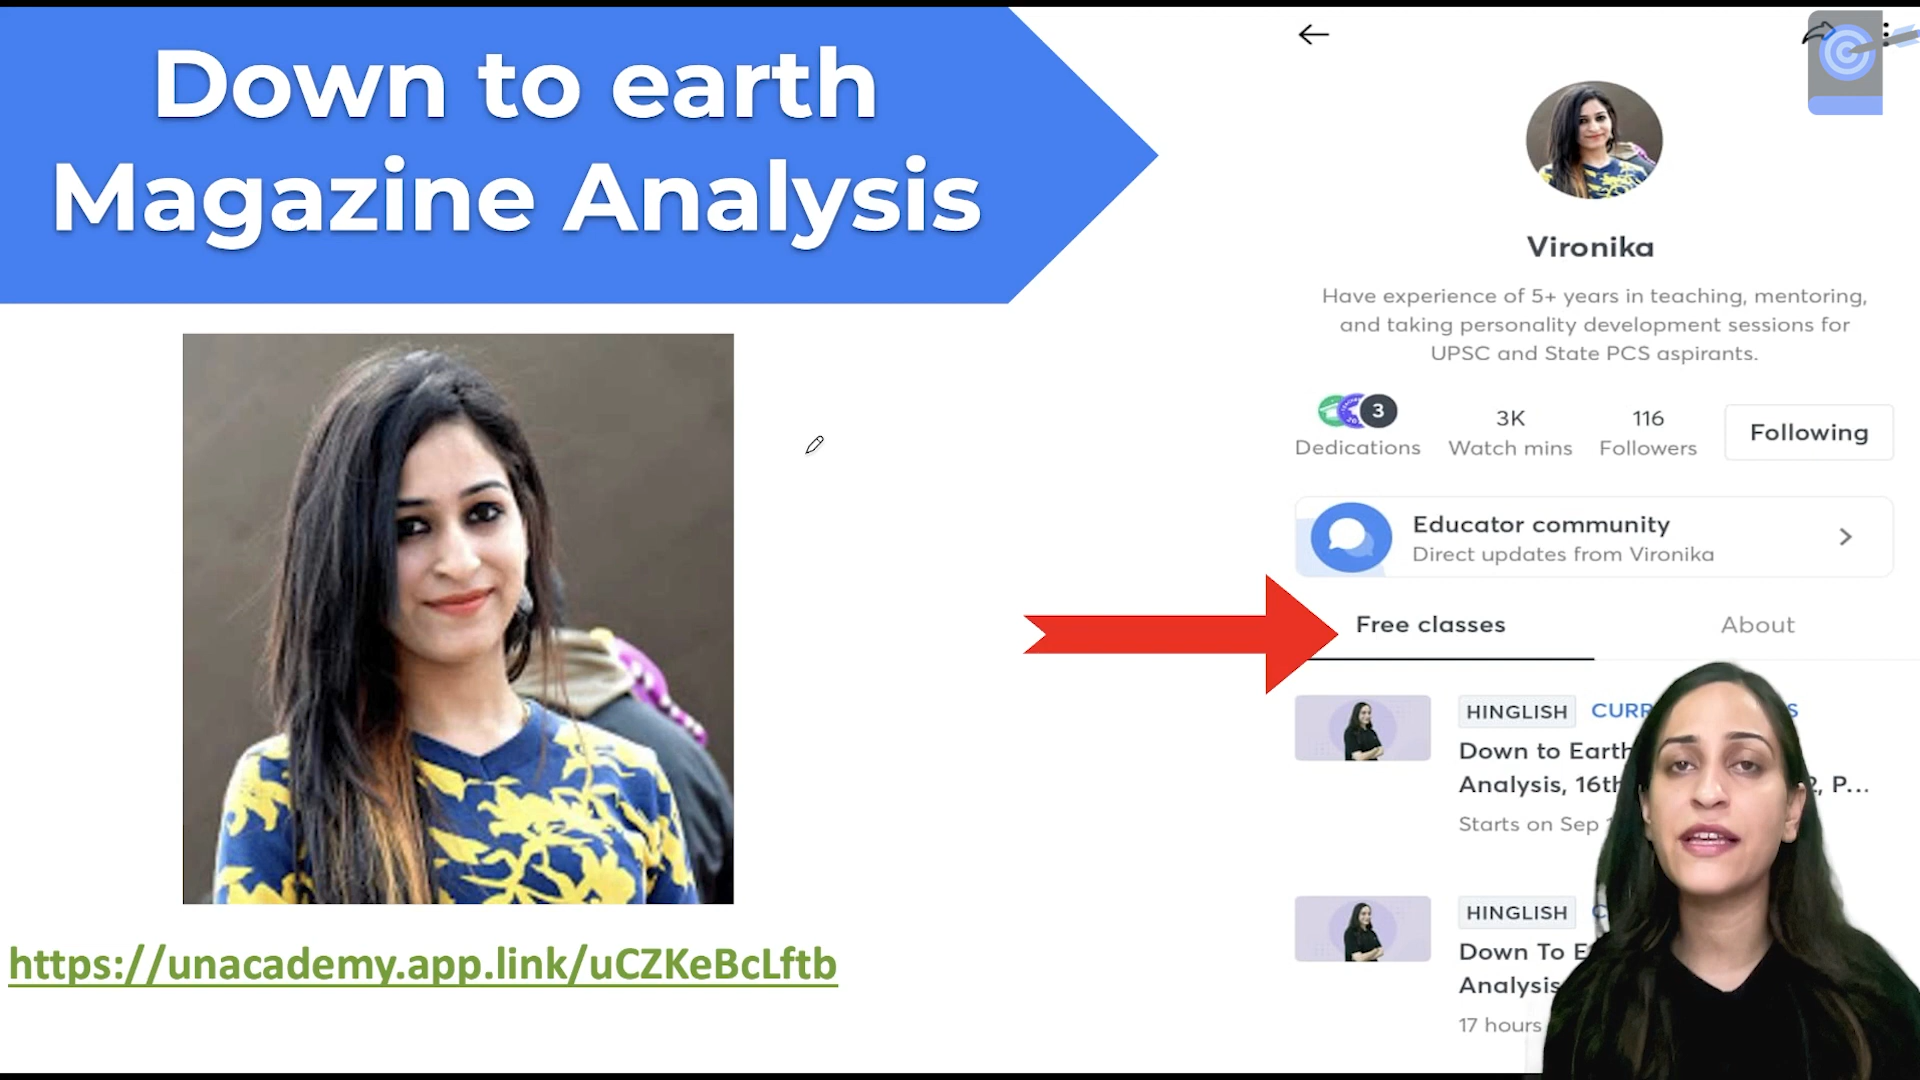 Down to earth
Magazine Analysis
https://unacademy.app.link/uCZKeBcLftb
Vironika
Have experience of 5+ years in teaching, mentoring,
and taking personality development sessions for
UPSC and State PCS aspirants.
3
Dedications
3K
Watch mins
116
Followers
Following
Educator community
Direct updates from Vironika
Free classes
About
HINGLISH
Down to Earth
Analysis, 16th
P...
Starts on Sep
HINGLISH
Down To
Analysis
17 hours